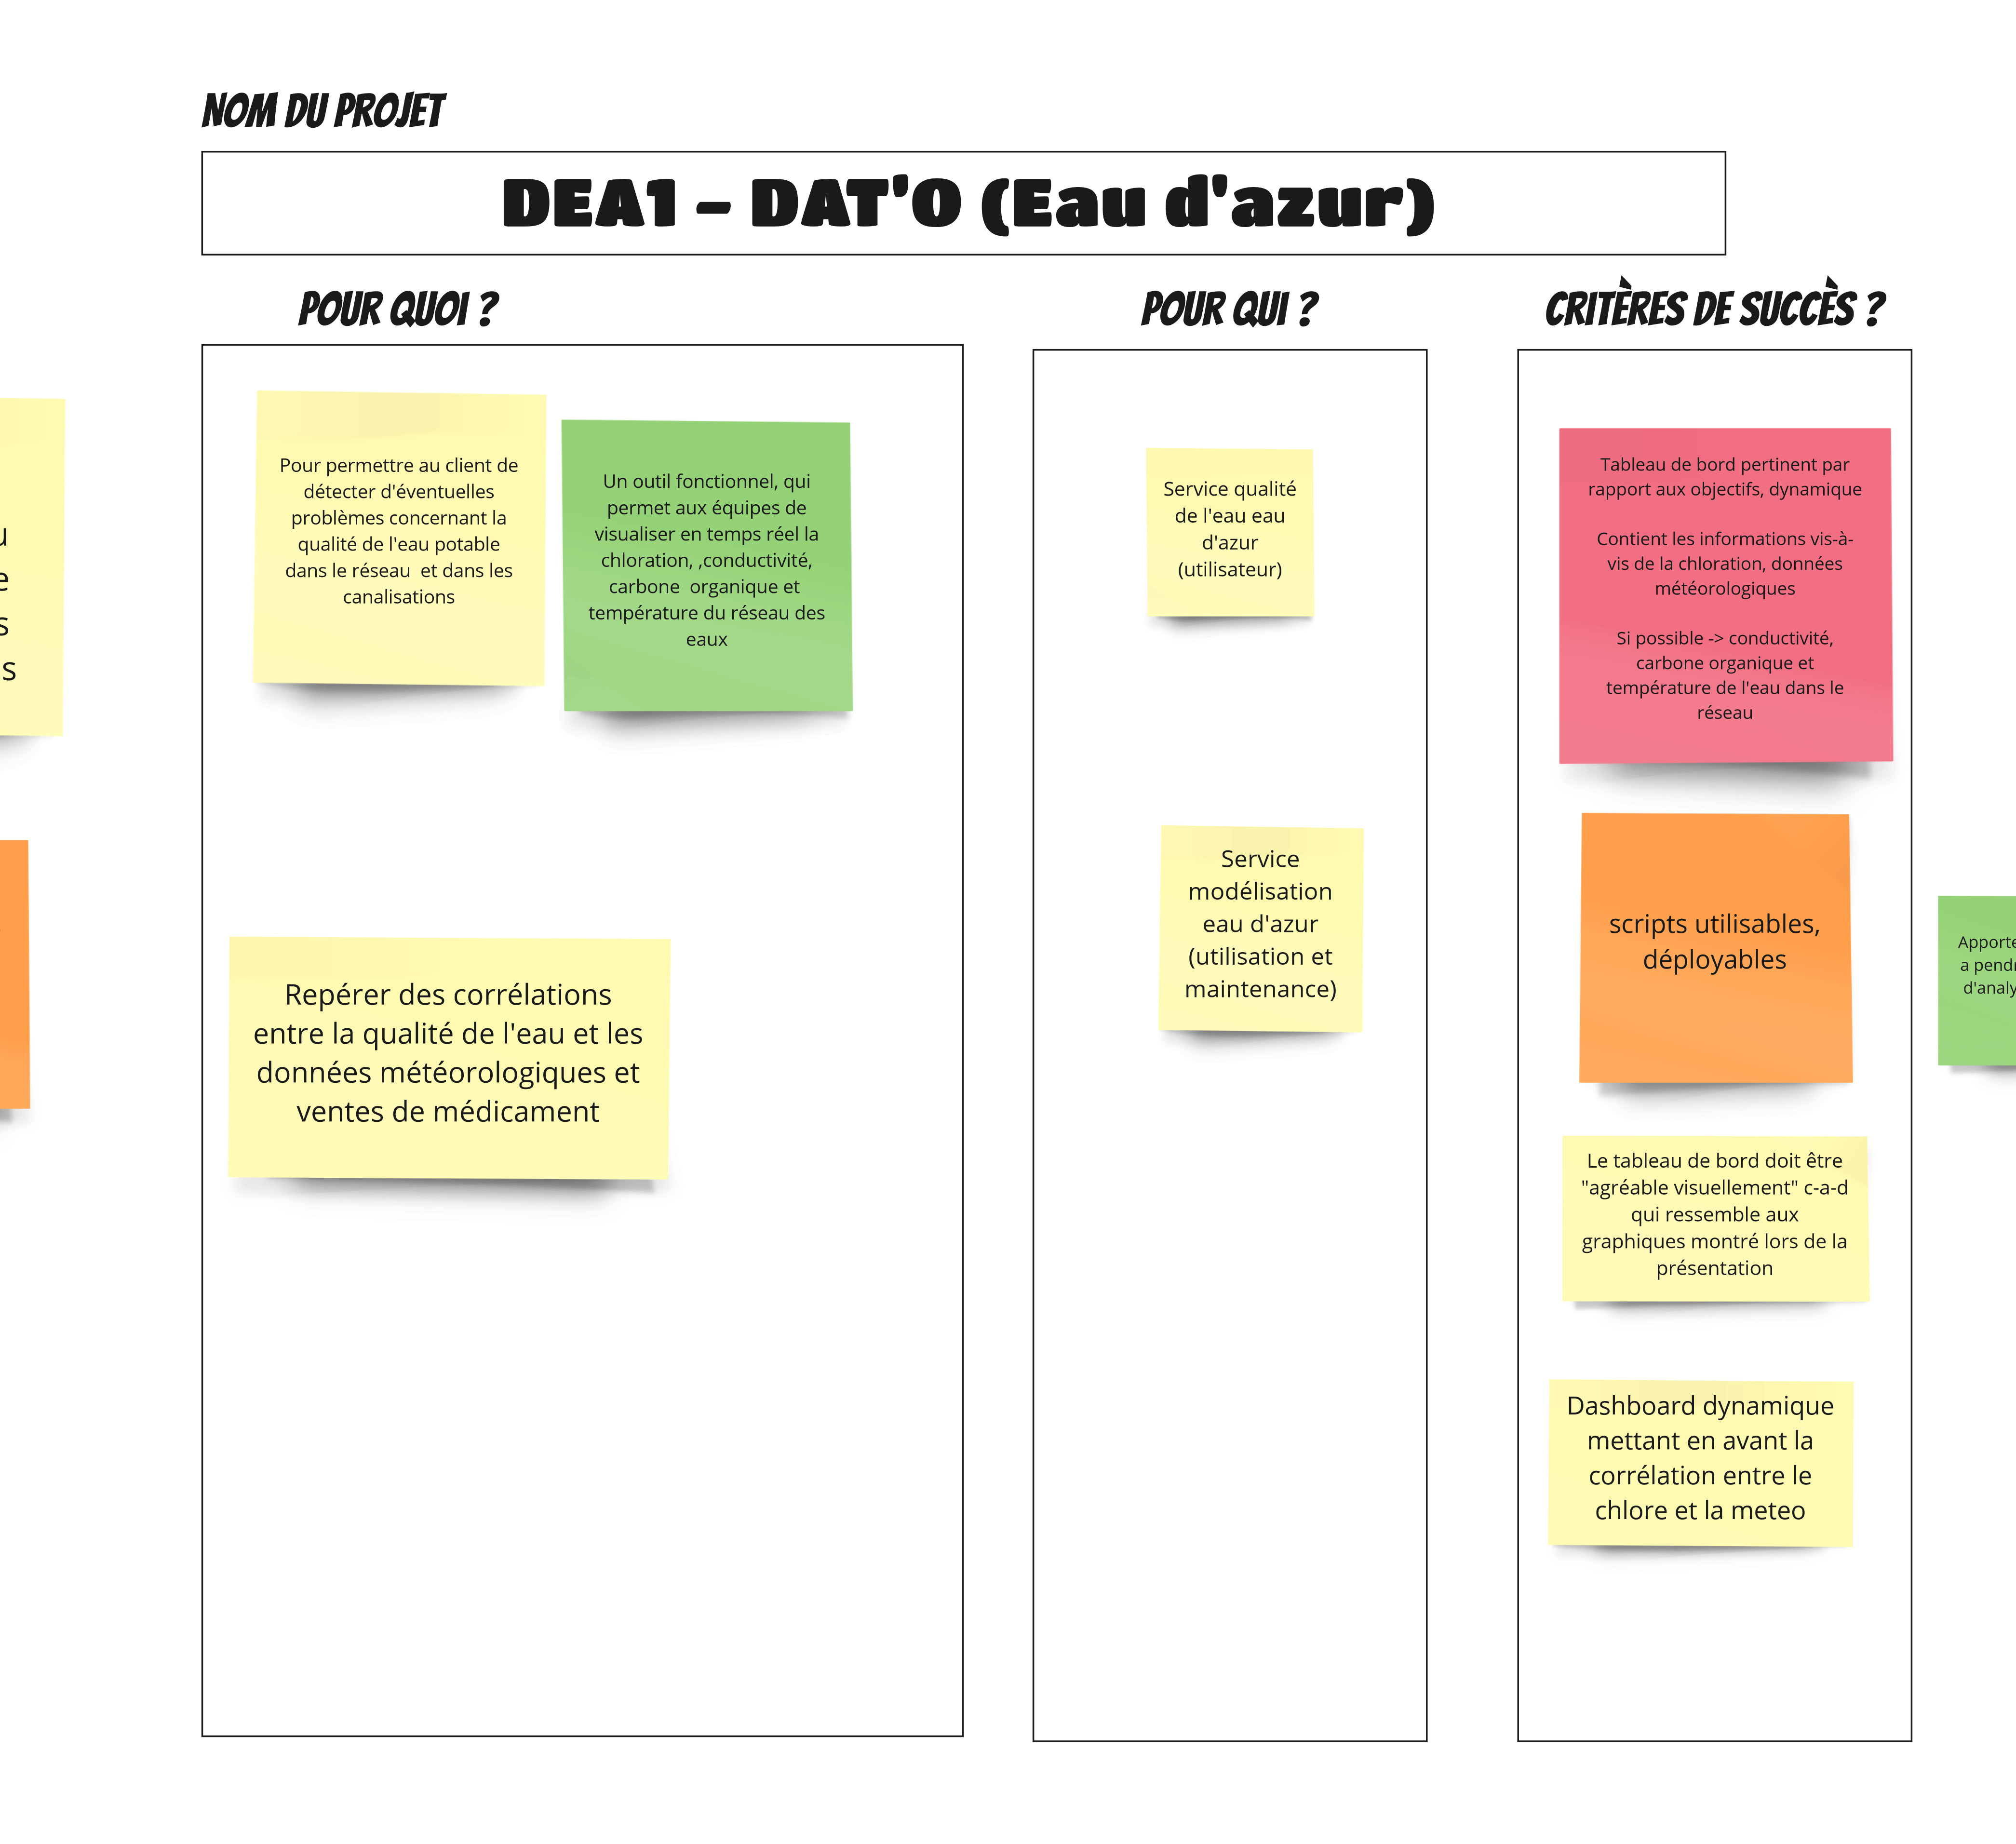 NOM DU PROJET
DEA1 – DAT'O (Eau d'azur)
POUR QUOI ?
Pour permettre au client de
détecter d'éventuelles
problèmes concernant la
qualité de l'eau potable
dans le réseau et dans les
canalisations
Un outil fonctionnel, qui
permet aux équipes de
visualiser en temps réel la
chloration, ,conductivité,
carbone organique et
température du réseau des
eaux
Repérer des corrélations
entre la qualité de l'eau et les
données météorologiques et
ventes de médicament
POUR QUI ?
Service qualité
de l'eau eau
d'azur
(utilisateur)
Service
modélisation
eau d'azur
(utilisation et
maintenance)
CRITÈRES DE SUCCÈS ?
Tableau de bord pertinent par
rapport aux objectifs, dynamique
Contient les informations vis-à-
vis de la chloration, données
météorologiques
Si possible -> conductivité,
carbone organique et
température de l'eau dans le
réseau
scripts utilisables,
déployables
Le tableau de bord doit être
"agréable visuellement" c-a-d
qui ressemble aux
graphiques montré lors de la
présentation
Dashboard dynamique
mettant en avant la
corrélation entre le
chlore et la meteo
a